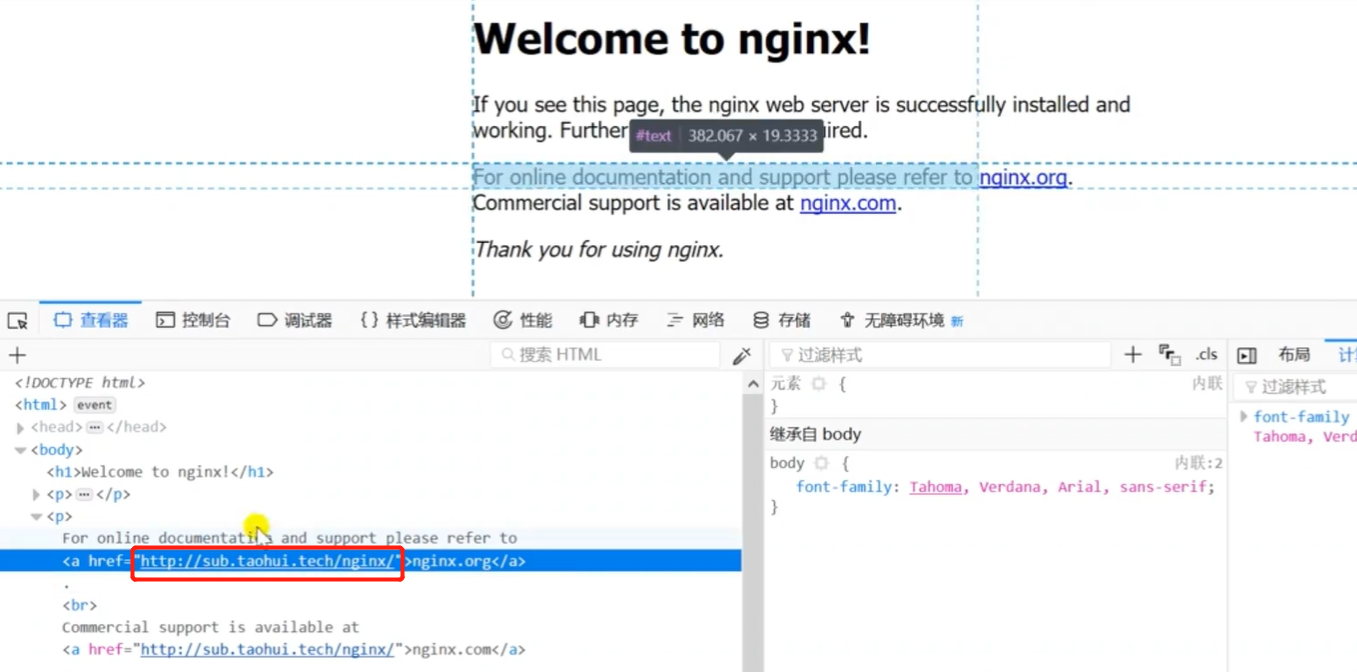 Welcome to nginx!
If you see this page, the nginx web server is successfully installed and
working. Further
#text 382.067 × 19.3333
ired.
For online documentation and support please refer to nginx.org.
Commercial support is available at nginx.com.
Thank you for using nginx.
查看器 控制台 调试器 {} 样式编辑器 性能 内存 网络 存储 无障碍环境 新
+ 搜索 HTML
过滤样式 + .cls 布局
<!DOCTYPE html>
<html> event
<head> … </head>
<body>
<h1>Welcome to nginx!</h1>
<p> … </p>
<p>
For online documentation and support please refer to
<a href="http://sub.taohui.tech/nginx/">nginx.org</a>
.
<br>
Commercial support is available at
<a href="http://sub.taohui.tech/nginx/">nginx.com</a>
元素 { 内联
}
继承自 body
body { 内联:2
font-family: Tahoma, Verdana, Arial, sans-serif;
}
过滤样式
font-family
Tahoma, Verd